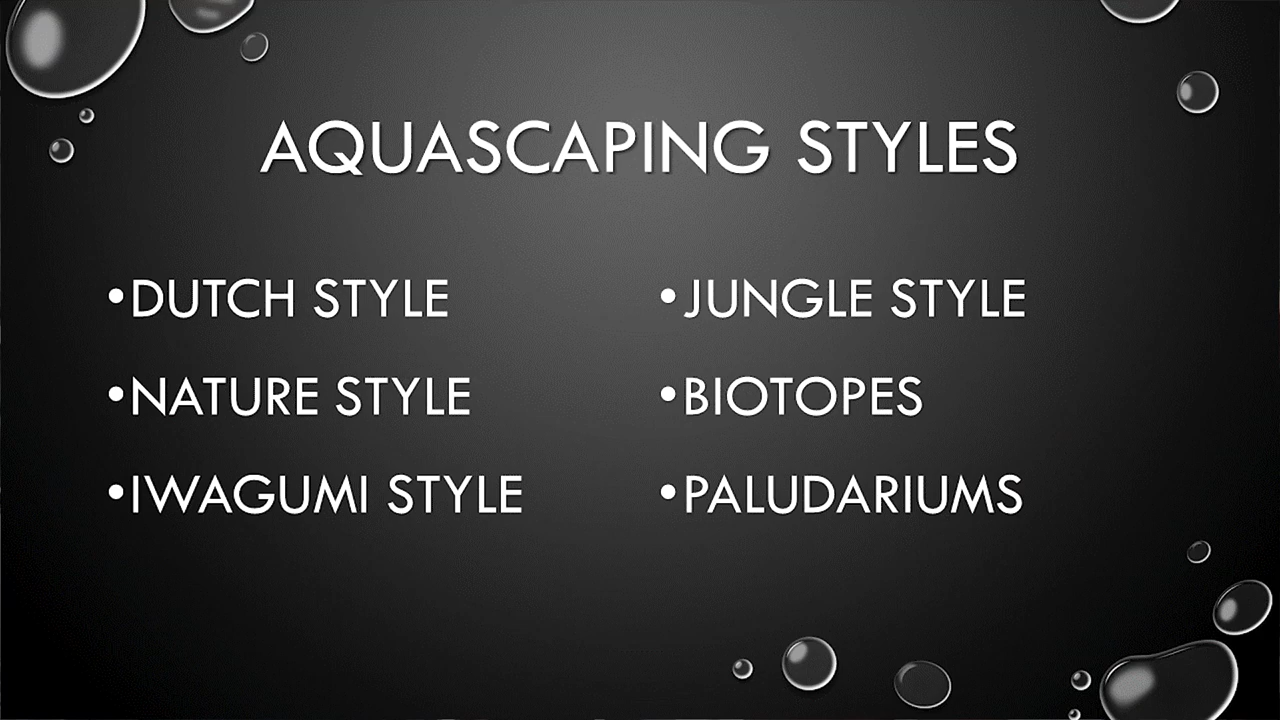 AQUASCAPING STYLES
•DUTCH STYLE
•NATURE STYLE
•IWAGUMI STYLE
•JUNGLE STYLE
•BIOTOPES
•PALUDARIUMS